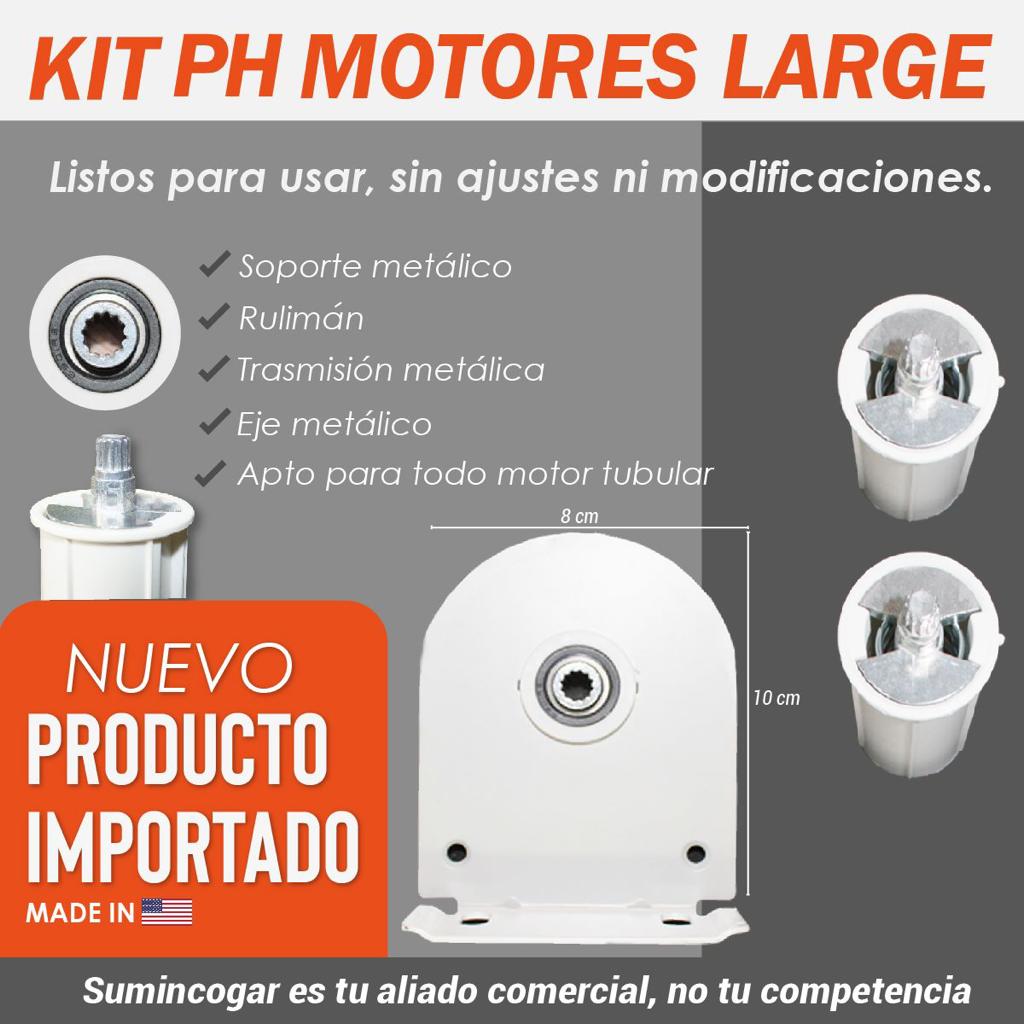 KIT PH MOTORES LARGE
Listos para usar, sin ajustes ni modificaciones.
Soporte metálico
Rulimán
Trasmisión metálica
Eje metálico
Apto para todo motor tubular
8 cm
10 cm
NUEVO
PRODUCTO
IMPORTADO
MADE IN
Sumincogar es tu aliado comercial, no tu competencia